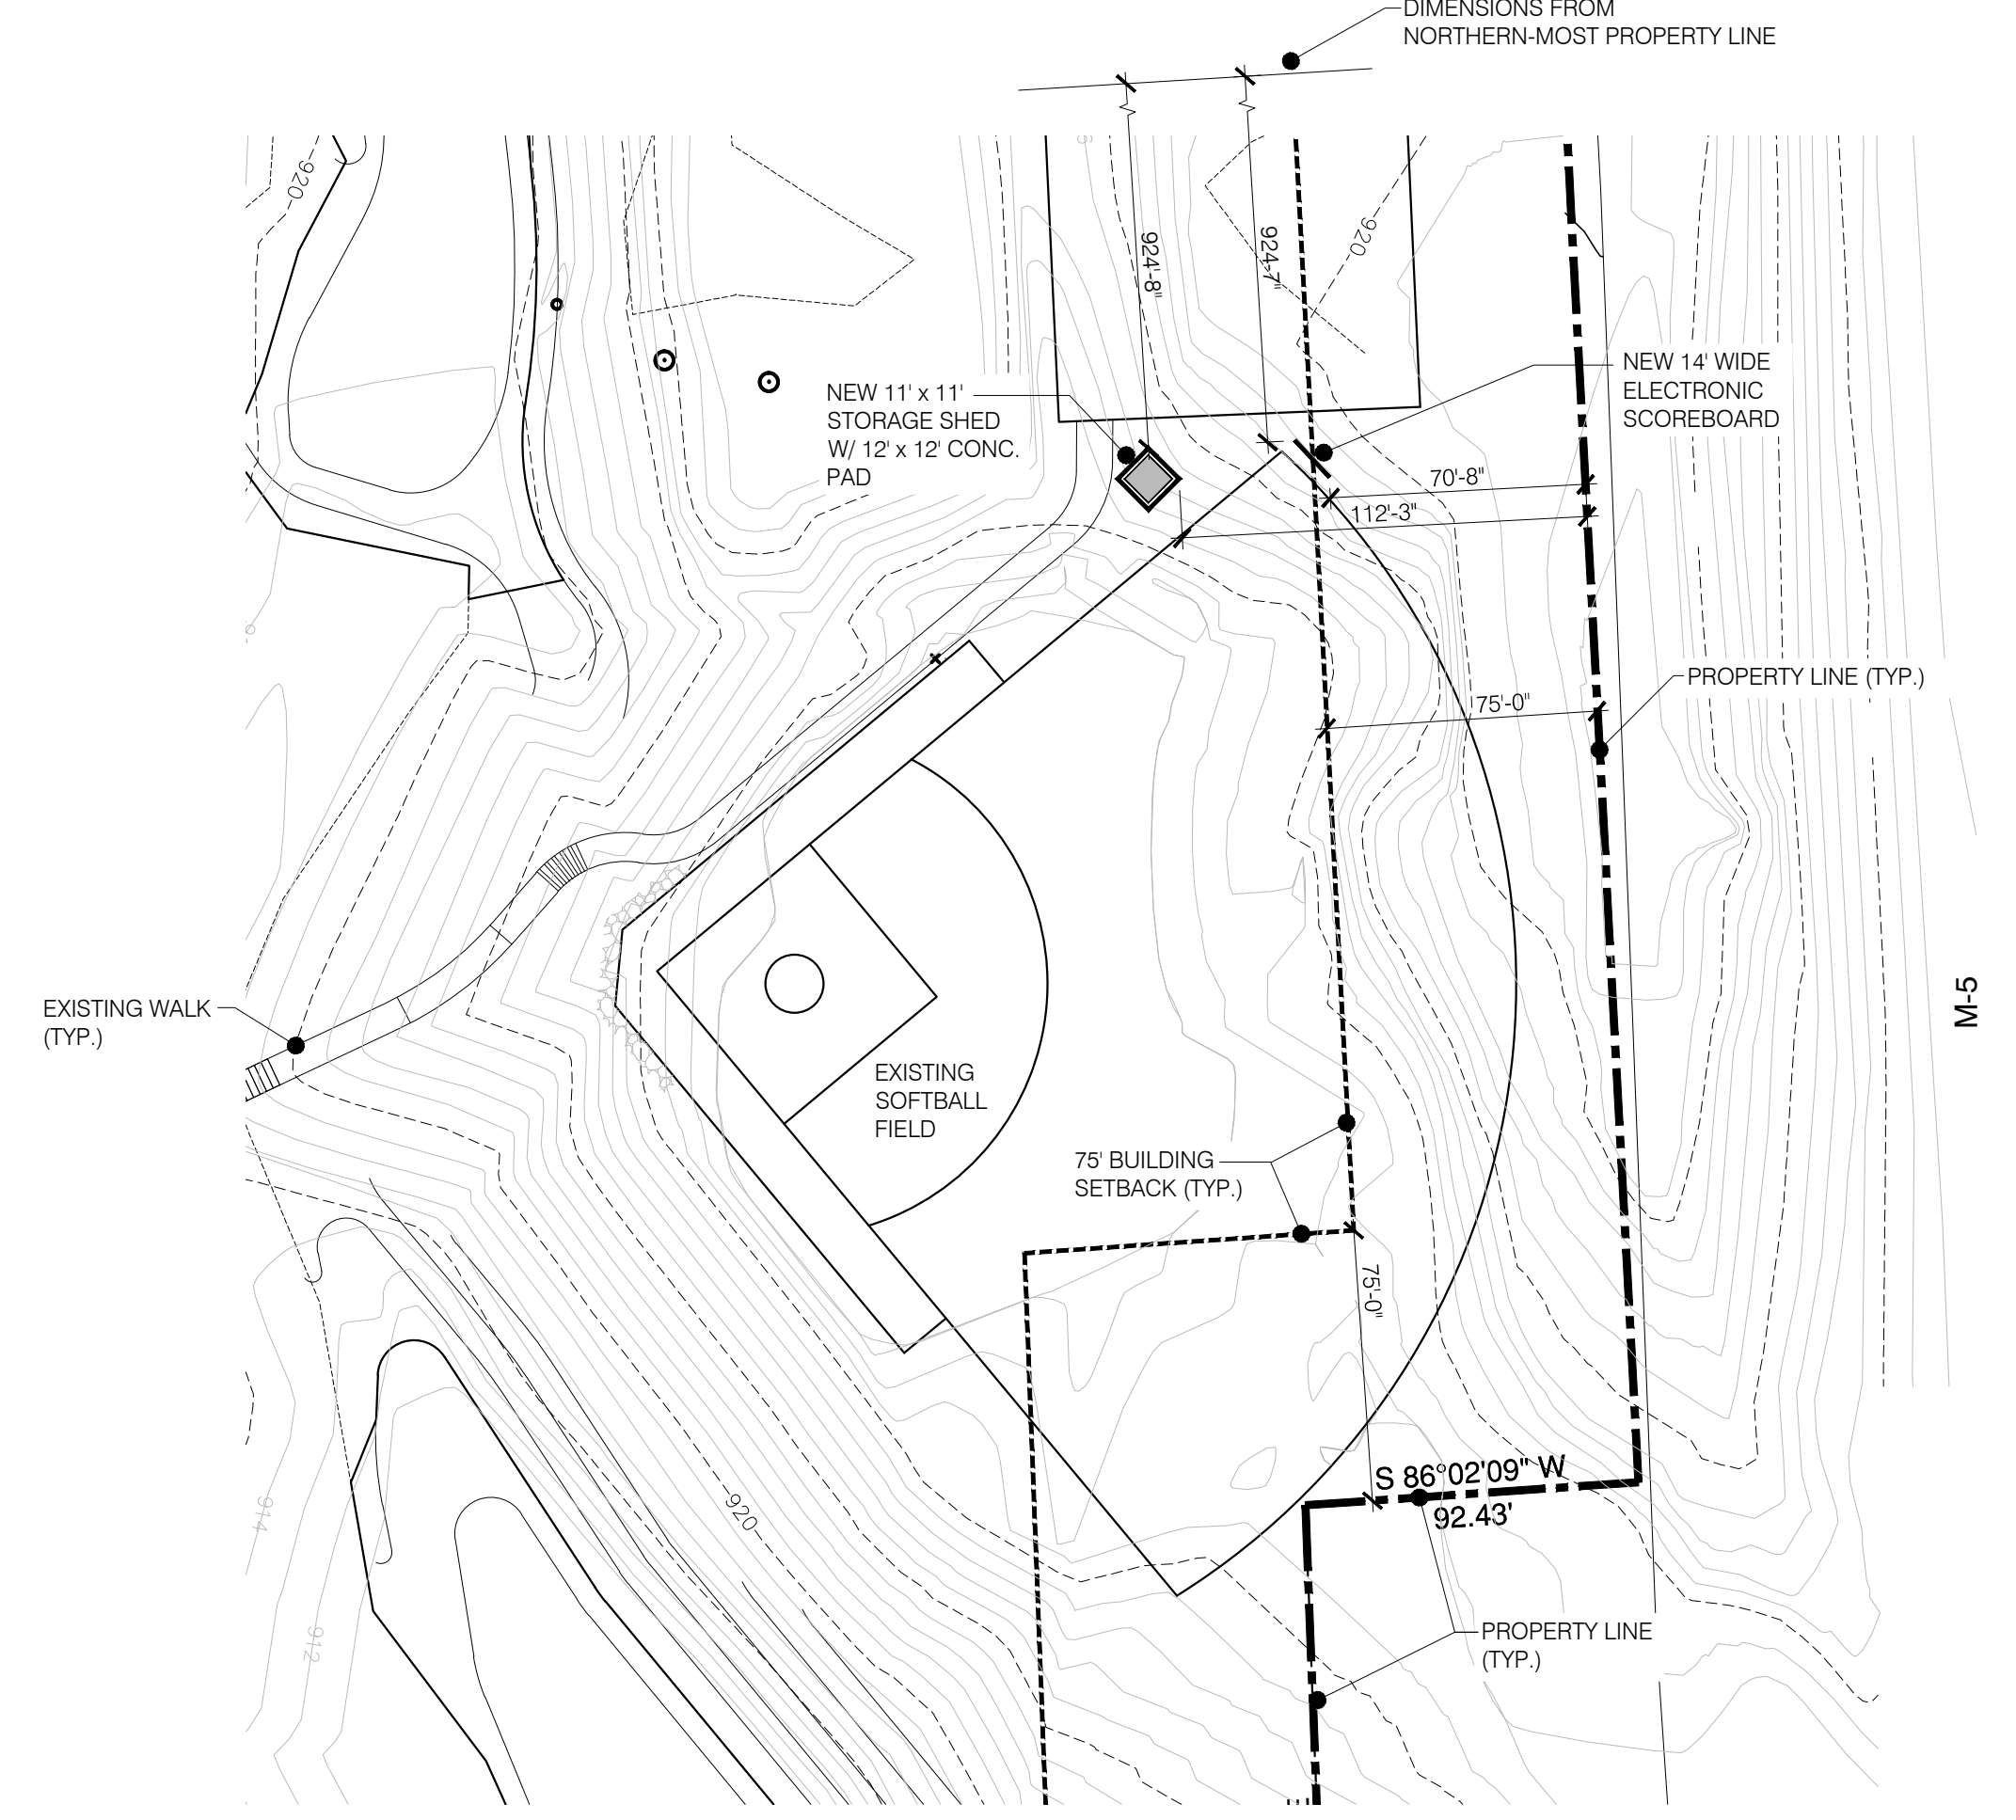 DIMENSIONS FROM
NORTHERN-MOST PROPERTY LINE
920
924'-8"
924'-7"
920
NEW 11' x 11'
STORAGE SHED
W/ 12' x 12' CONC.
PAD
NEW 14' WIDE
ELECTRONIC
SCOREBOARD
70'-8"
112'-3"
PROPERTY LINE (TYP.)
75'-0"
EXISTING WALK
(TYP.)
M-5
EXISTING
SOFTBALL
FIELD
75' BUILDING
SETBACK (TYP.)
75'-0"
S 86°02'09" W
92.43'
914
920
912
PROPERTY LINE
(TYP.)